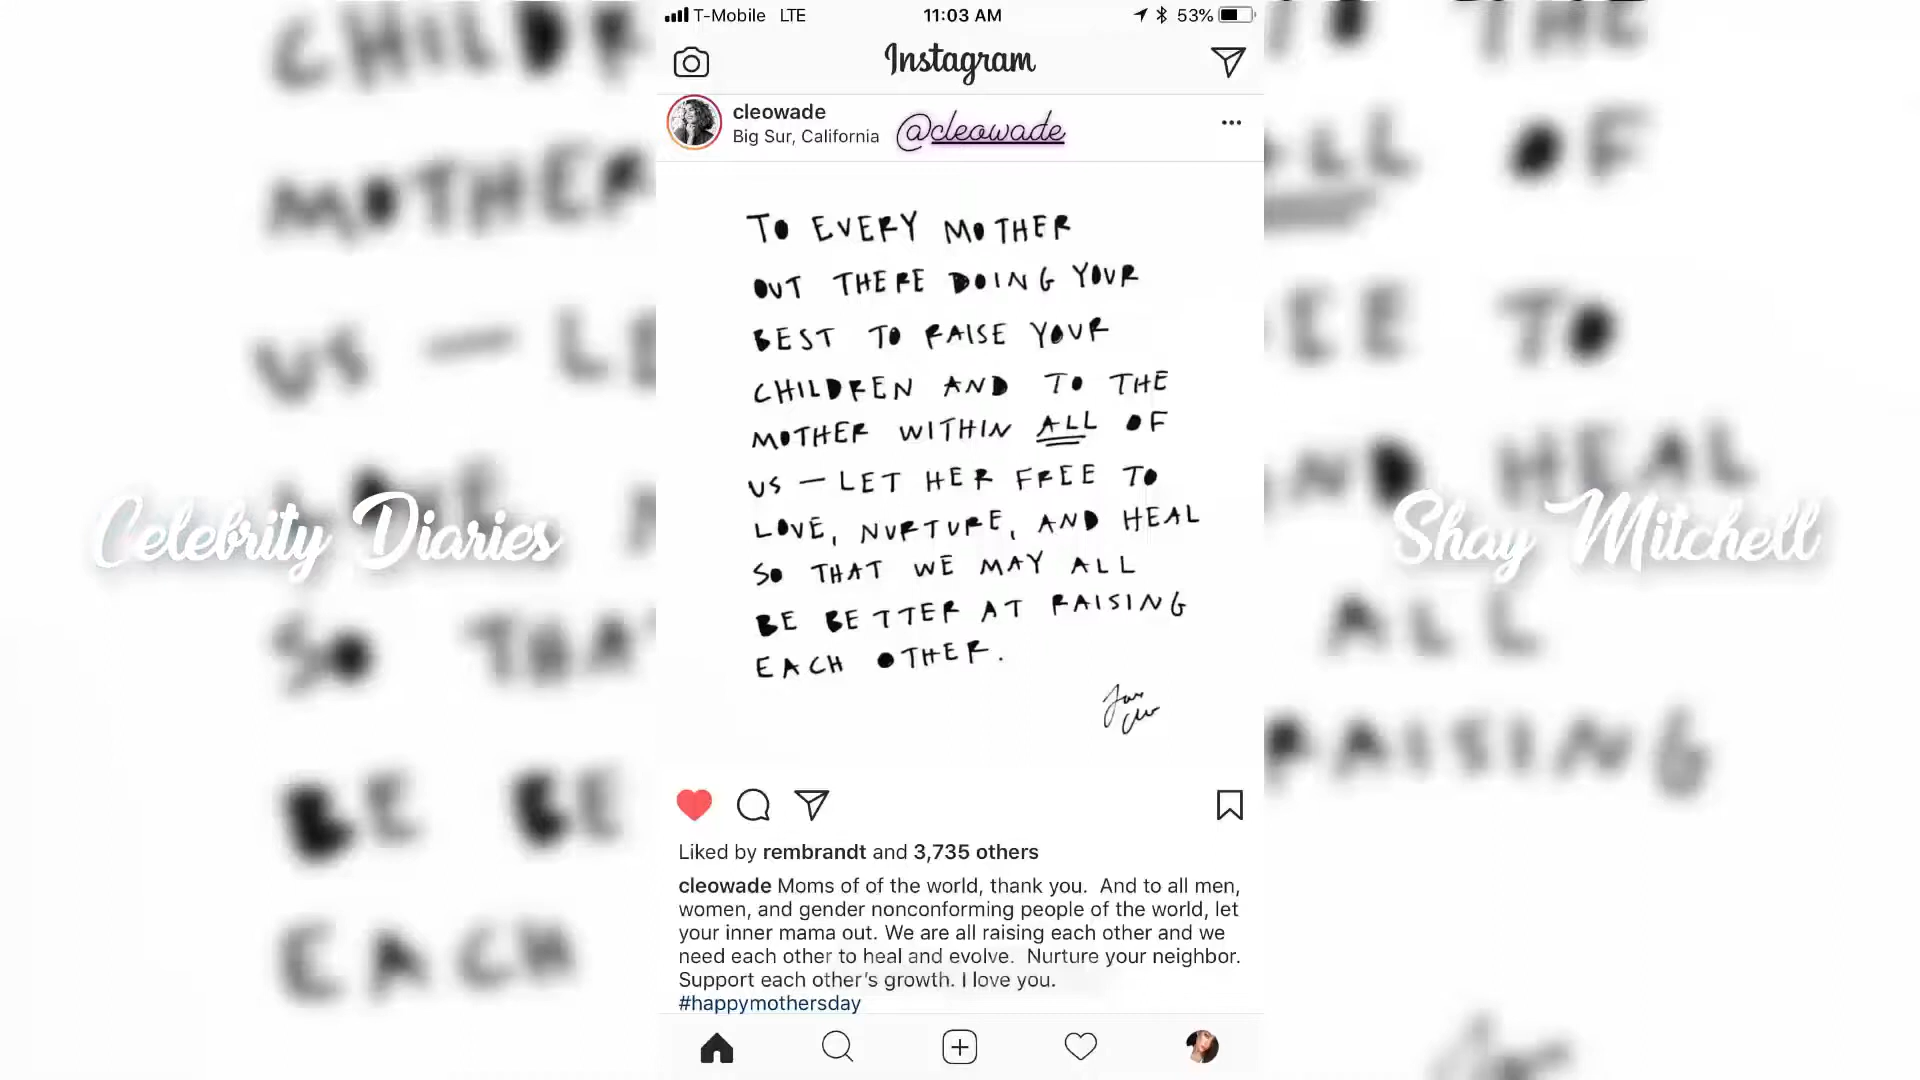 T-Mobile LTE 11:03 AM 53%
Instagram
cleowade
Big Sur, California
@cleowade
TO EVERY MOTHER
OUT THERE DOING YOUR
BEST TO RAISE YOUR
CHILDREN AND TO THE
MOTHER WITHIN ALL OF
US — LET HER FREE TO
LOVE, NURTURE, AND HEAL
SO THAT WE MAY ALL
BE BETTER AT RAISING
EACH OTHER.
Celebrity Diaries
Shay Mitchell
Liked by rembrandt and 3,735 others
cleowade Moms of of the world, thank you. And to all men,
women, and gender nonconforming people of the world, let
your inner mama out. We are all raising each other and we
need each other to heal and evolve. Nurture your neighbor.
Support each other's growth. I love you.
#happymothersday